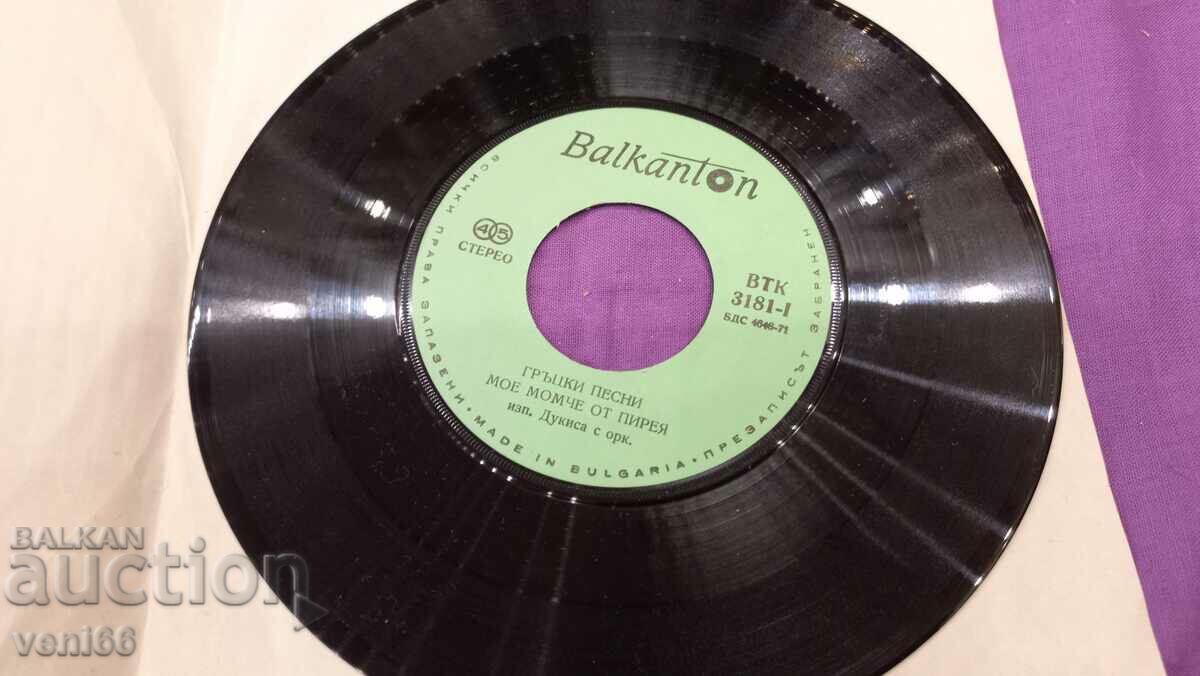 Balkanton
45
СТЕРЕО
ВТК
3181-I
БДС 4646-71
ГРЪЦКИ ПЕСНИ
МОЕ МОМЧЕ ОТ ПИРЕЯ
изп. Дукиса с орк.
ВСИЧКИ ПРАВА ЗАПАЗЕНИ · MADE IN BULGARIA · ПРЕЗАПИСЪТ ЗАБРАНЕН
BALKAN
auction
veni66